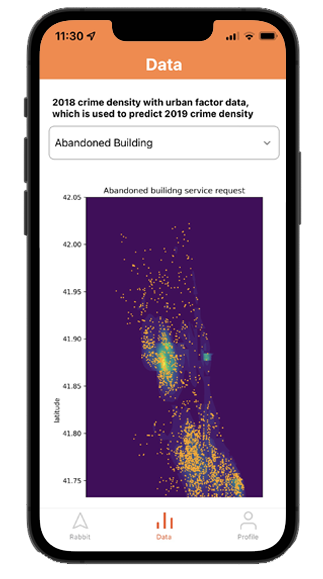 11:30
Data
2018 crime density with urban factor data,
which is used to predict 2019 crime density
Abandoned Building
Abandoned builidng service request
42.05
42.00
41.95
41.90
41.85
41.80
41.75
latitude
Rabbit
Data
Profile